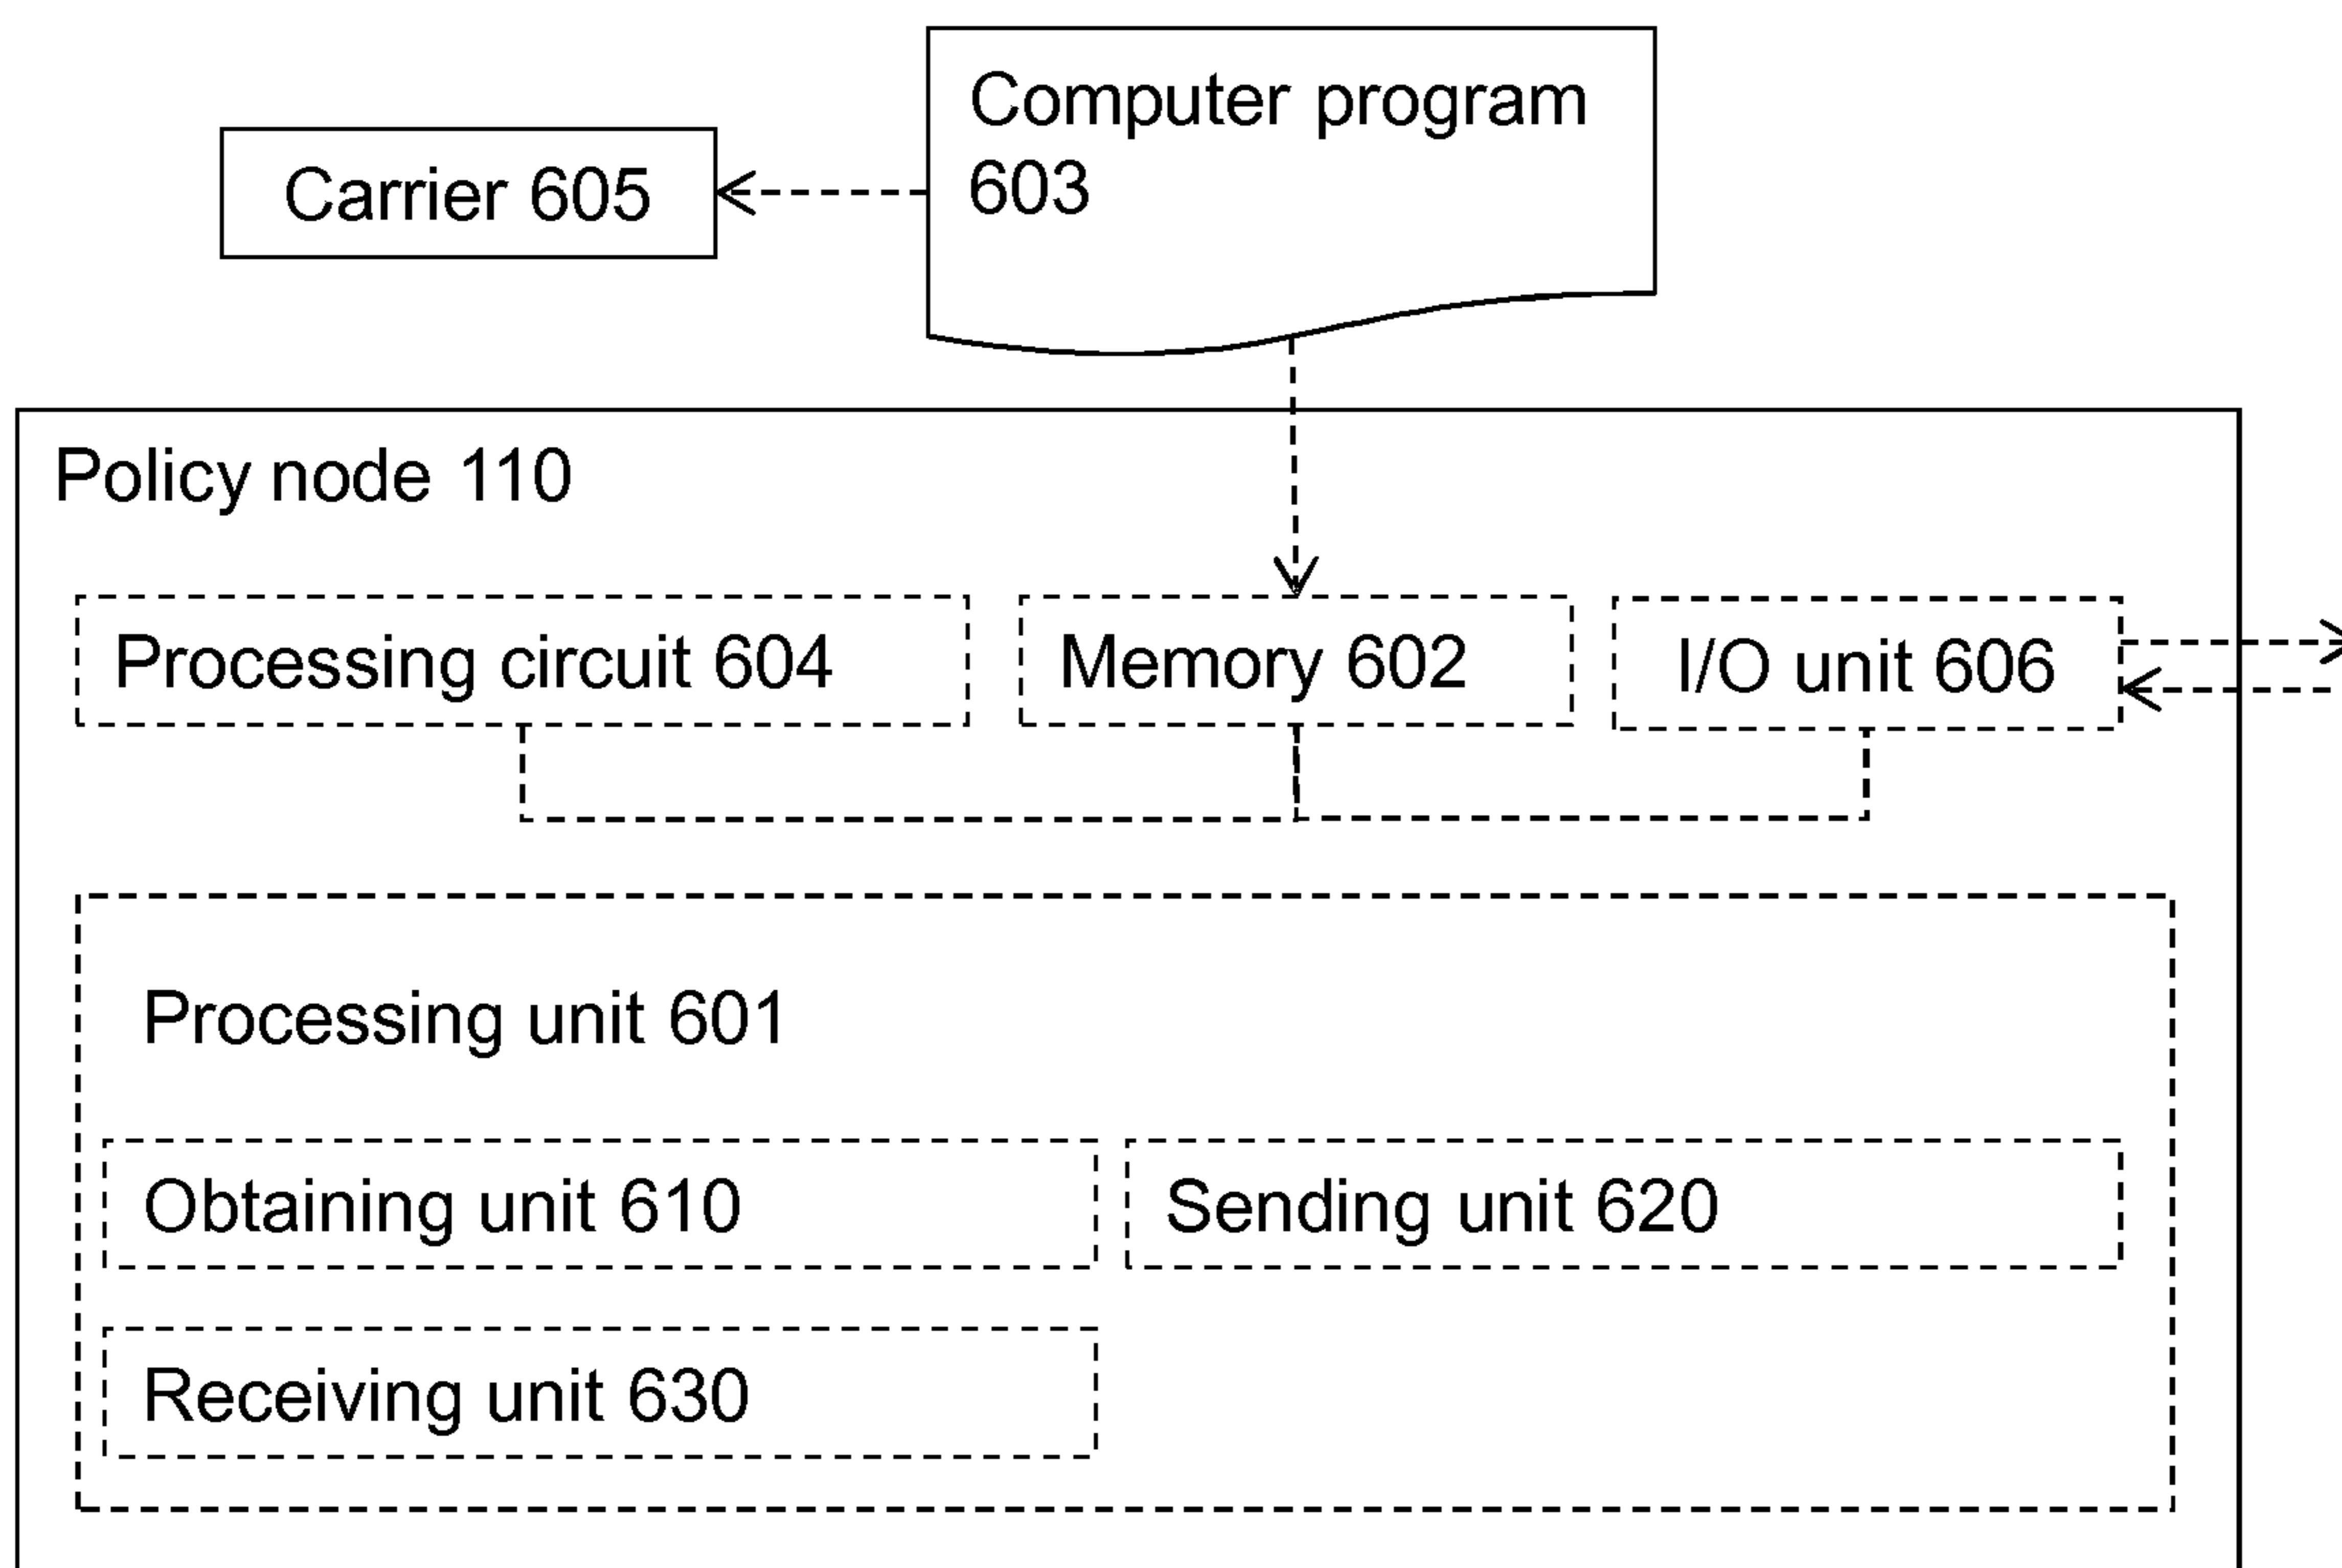 Computer program
603
Carrier 605
Policy node 110
Processing circuit 604
Memory 602
I/O unit 606
Processing unit 601
Obtaining unit 610
Sending unit 620
Receiving unit 630